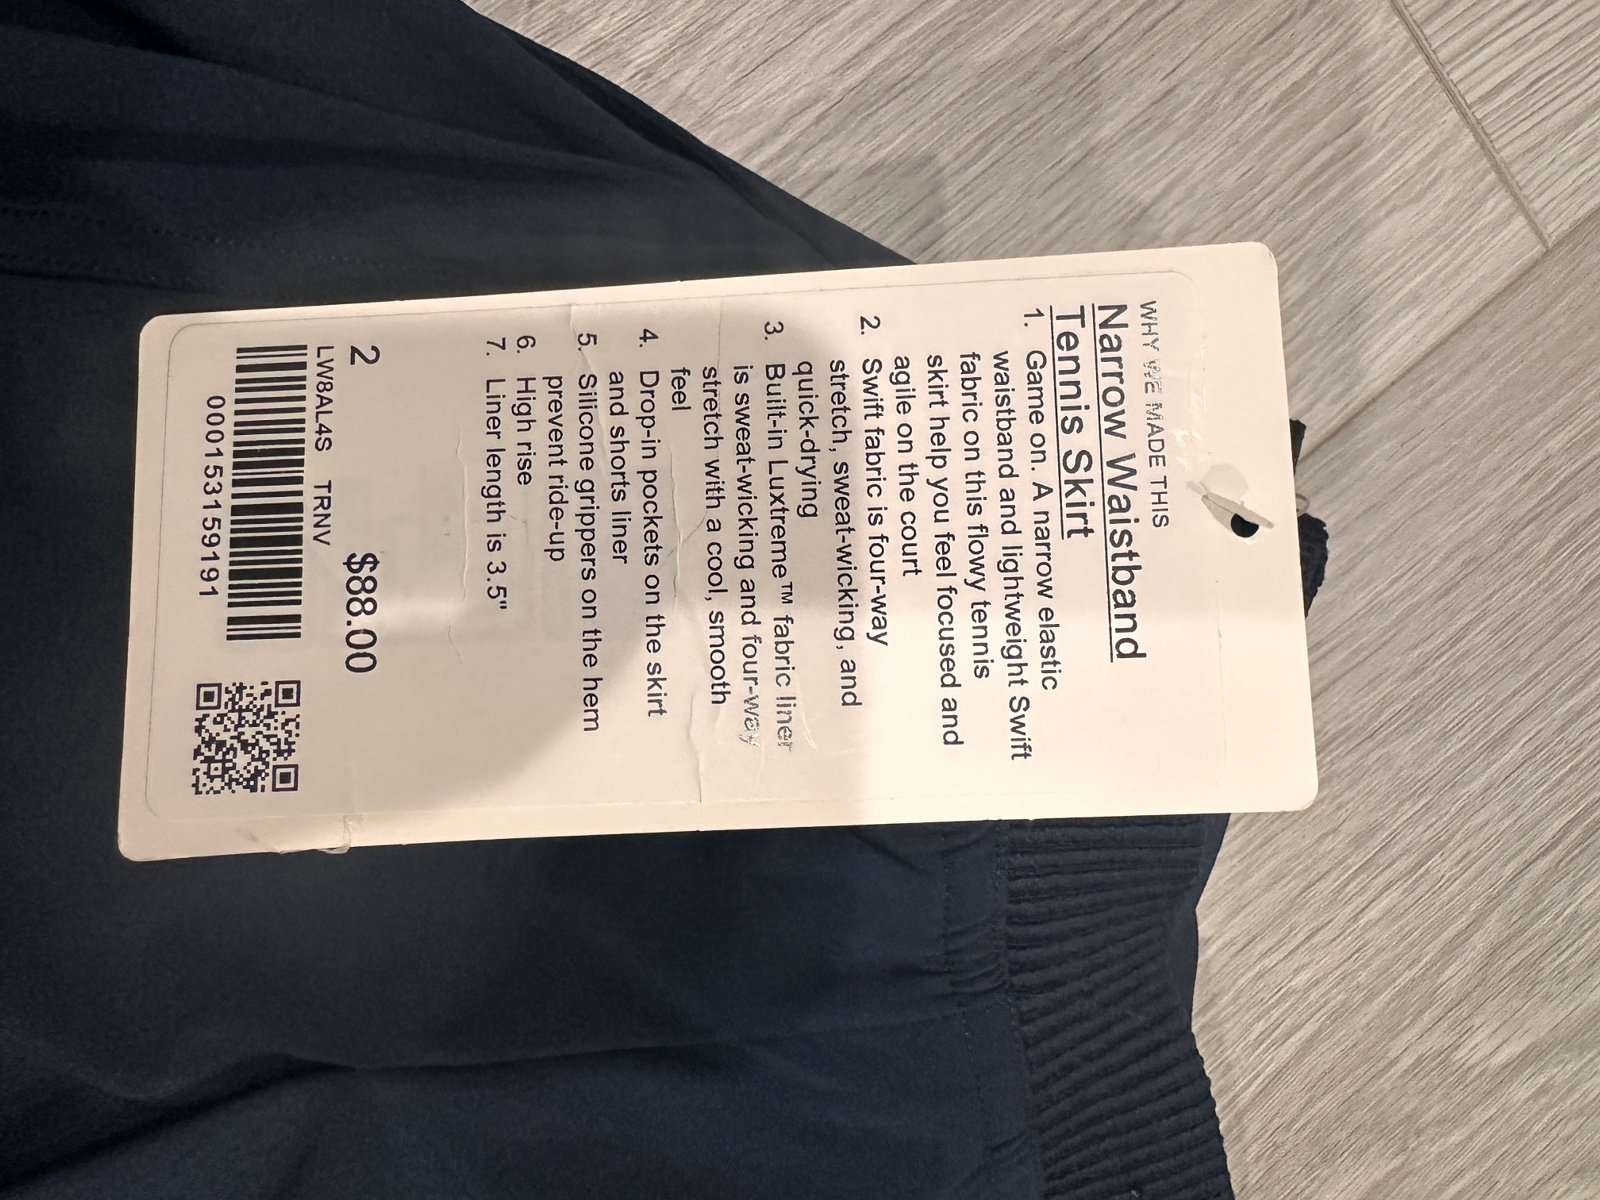 WHY WE MADE THIS
Narrow Waistband
Tennis Skirt
1. Game on. A narrow elastic
waistband and lightweight Swift
fabric on this flowy tennis
skirt help you feel focused and
agile on the court
2. Swift fabric is four-way
stretch, sweat-wicking, and
quick-drying
3. Built-in Luxtreme™ fabric liner
is sweat-wicking and four-way
stretch with a cool, smooth
feel
4. Drop-in pockets on the skirt
and shorts liner
5. Silicone grippers on the hem
prevent ride-up
6. High rise
7. Liner length is 3.5"
2 $88.00
LW8AL4S TRNV
000153159191